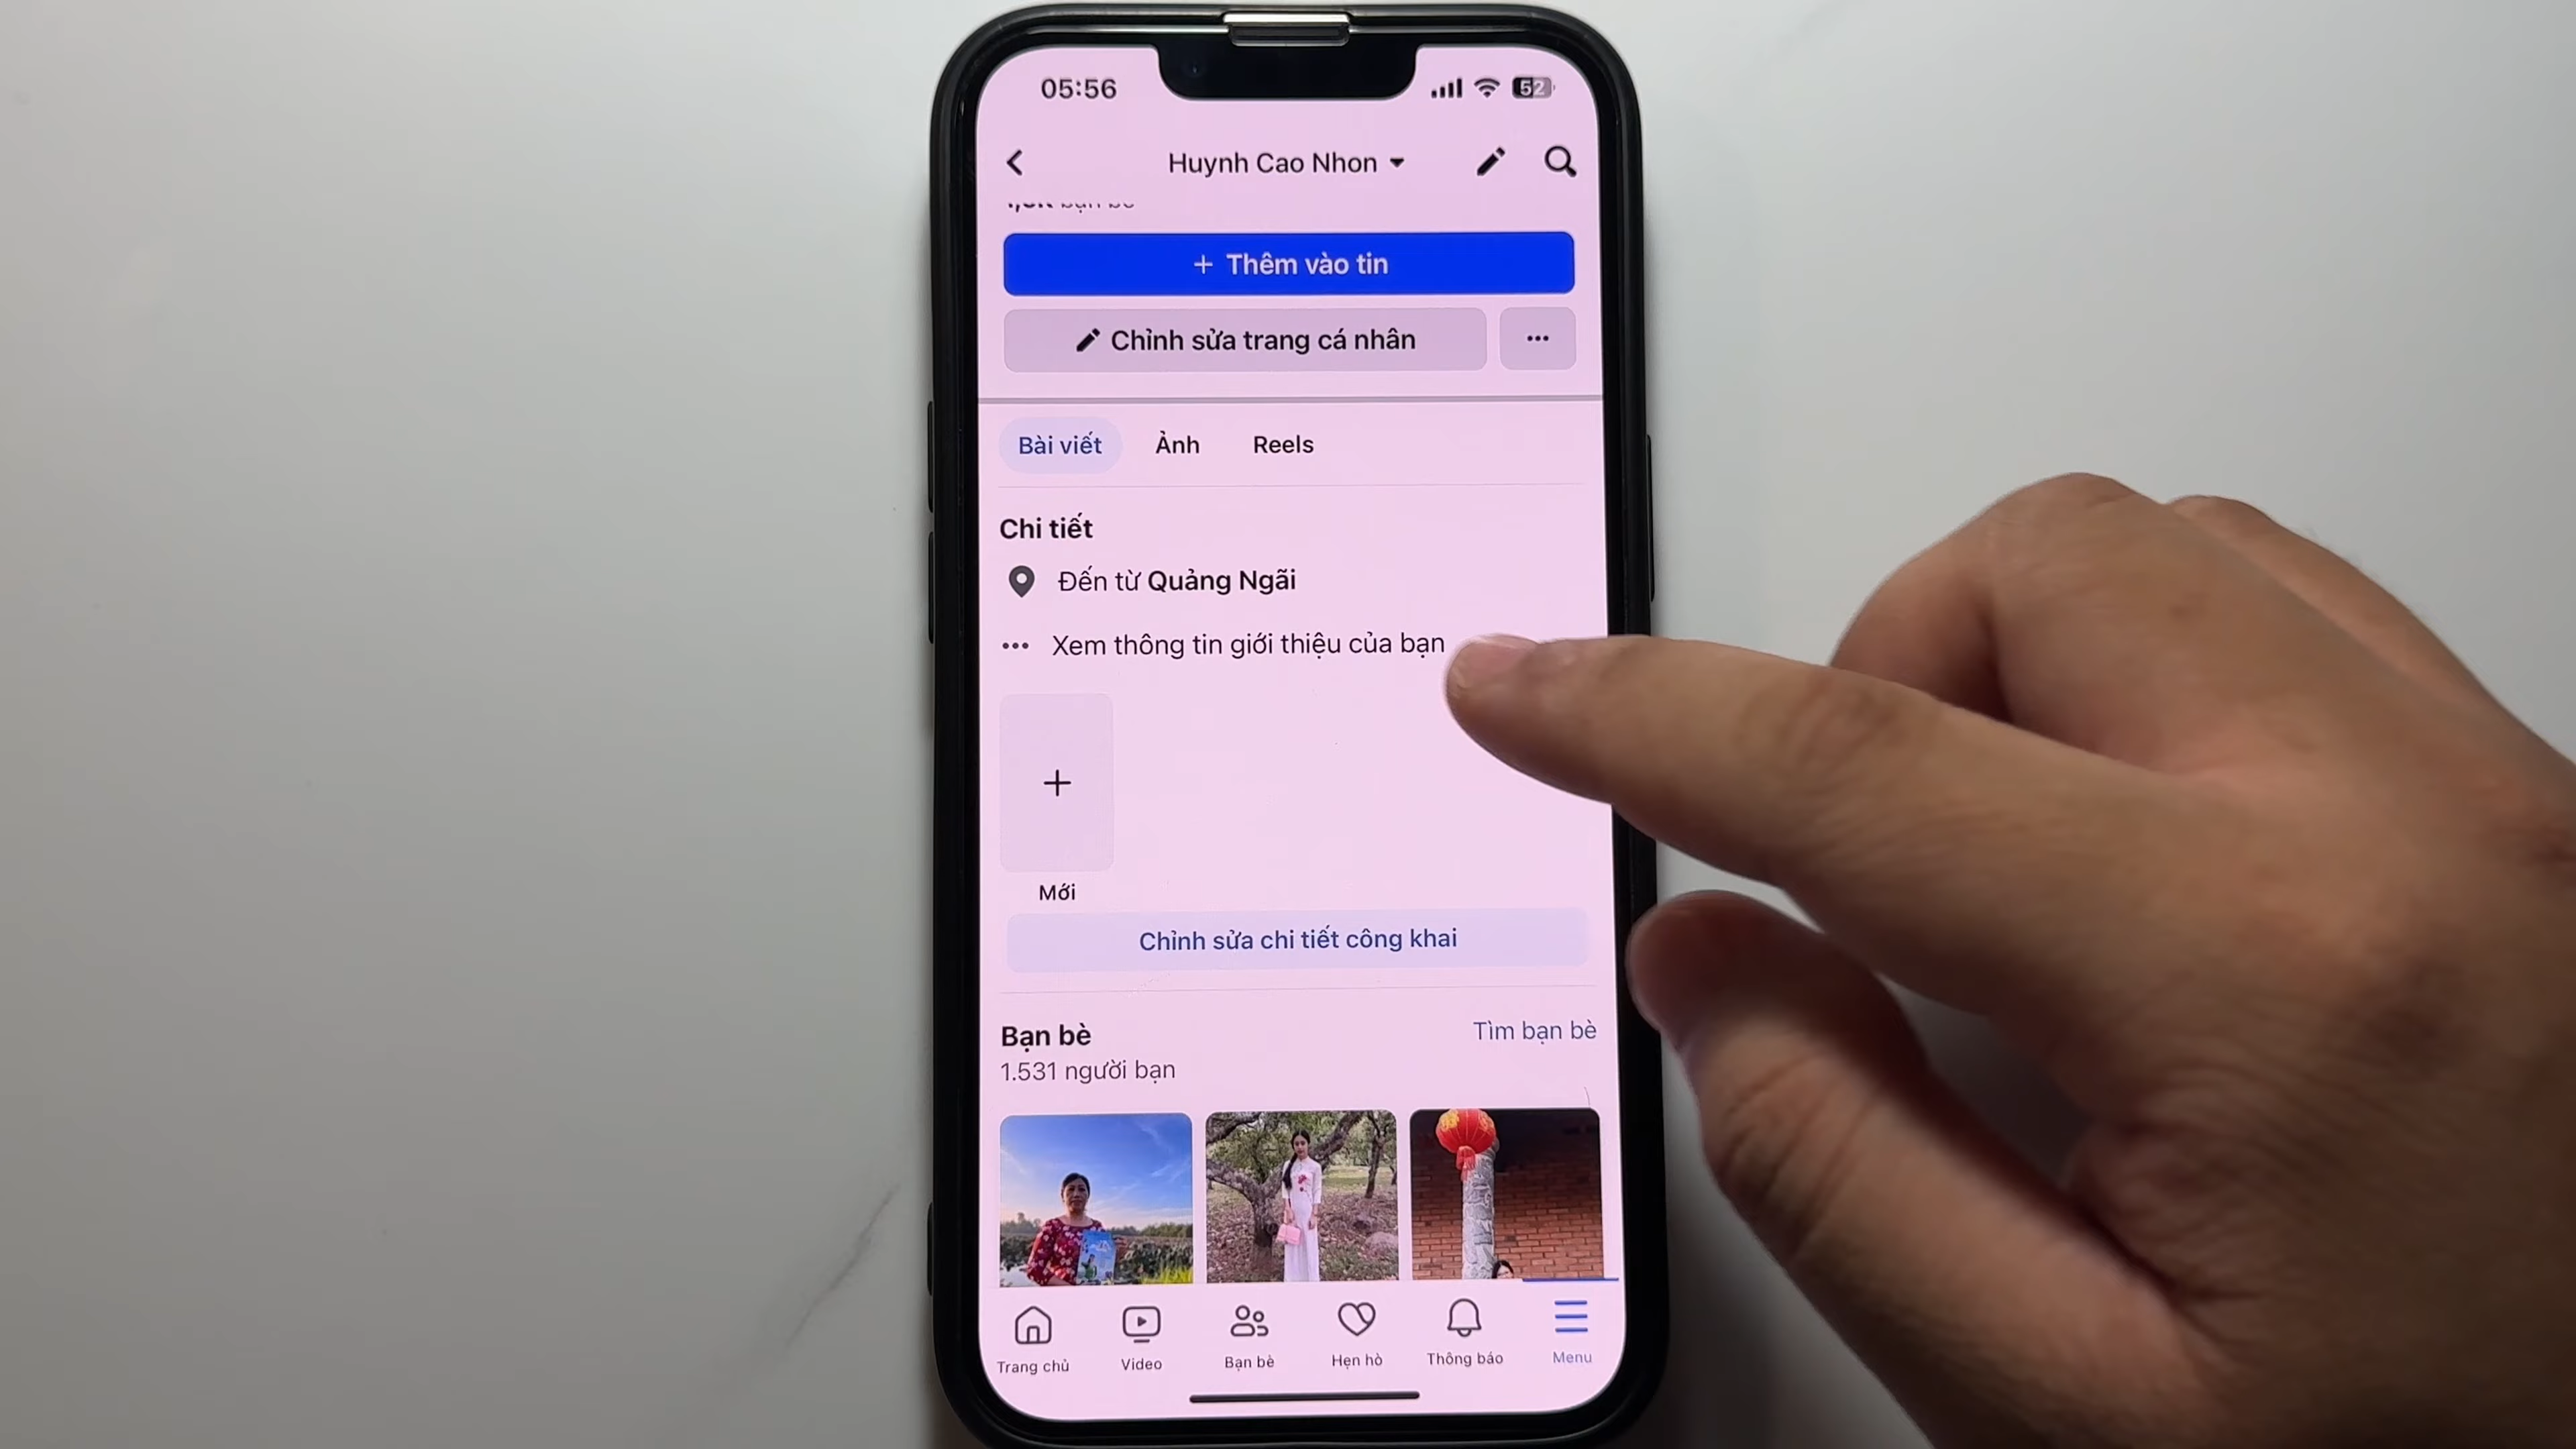 05:56
52
Huynh Cao Nhon
+ Thêm vào tin
Chỉnh sửa trang cá nhân
Bài viết
Ảnh
Reels
Chi tiết
Đến từ Quảng Ngãi
Xem thông tin giới thiệu của bạn
Mới
Chỉnh sửa chi tiết công khai
Bạn bè
Tìm bạn bè
1.531 người bạn
Trang chủ
Video
Bạn bè
Hẹn hò
Thông báo
Menu